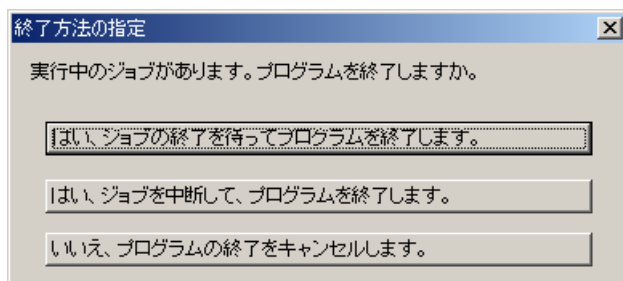 終了方法の指定
実行中のジョブがあります。プログラムを終了しますか。
はい、ジョブの終了を待ってプログラムを終了します。
はい、ジョブを中断して、プログラムを終了します。
いいえ、プログラムの終了をキャンセルします。